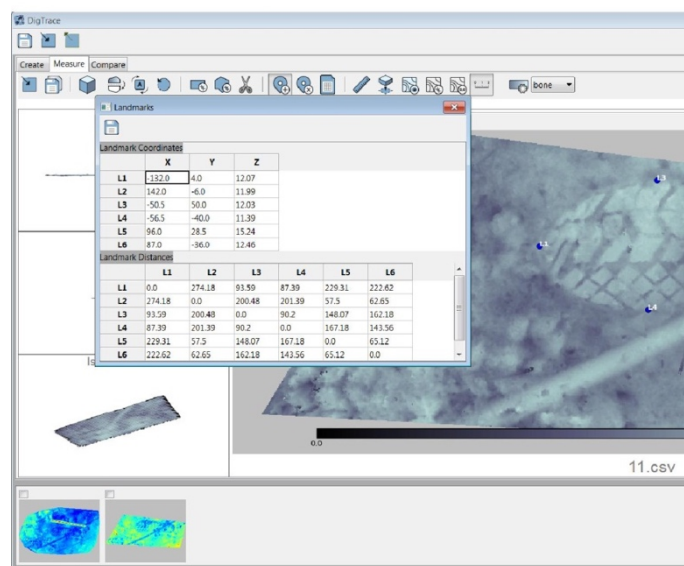 DigTrace
Create Measure Compare
bone
Landmarks
Landmark Coordinates
X Y Z
L1 -132.0 4.0 12.07
L2 142.0 -6.0 11.99
L3 -50.5 50.0 12.03
L4 -56.5 -40.0 11.39
L5 96.0 28.5 15.24
L6 87.0 -36.0 12.46
Landmark Distances
L1 L2 L3 L4 L5 L6
L1 0.0 274.18 93.59 87.39 229.31 222.62
L2 274.18 0.0 200.48 201.39 57.5 62.65
L3 93.59 200.48 0.0 90.2 148.07 162.18
L4 87.39 201.39 90.2 0.0 167.18 143.56
L5 229.31 57.5 148.07 167.18 0.0 65.12
L6 222.62 62.65 162.18 143.56 65.12 0.0
L3
L1
L4
0.0
11.csv